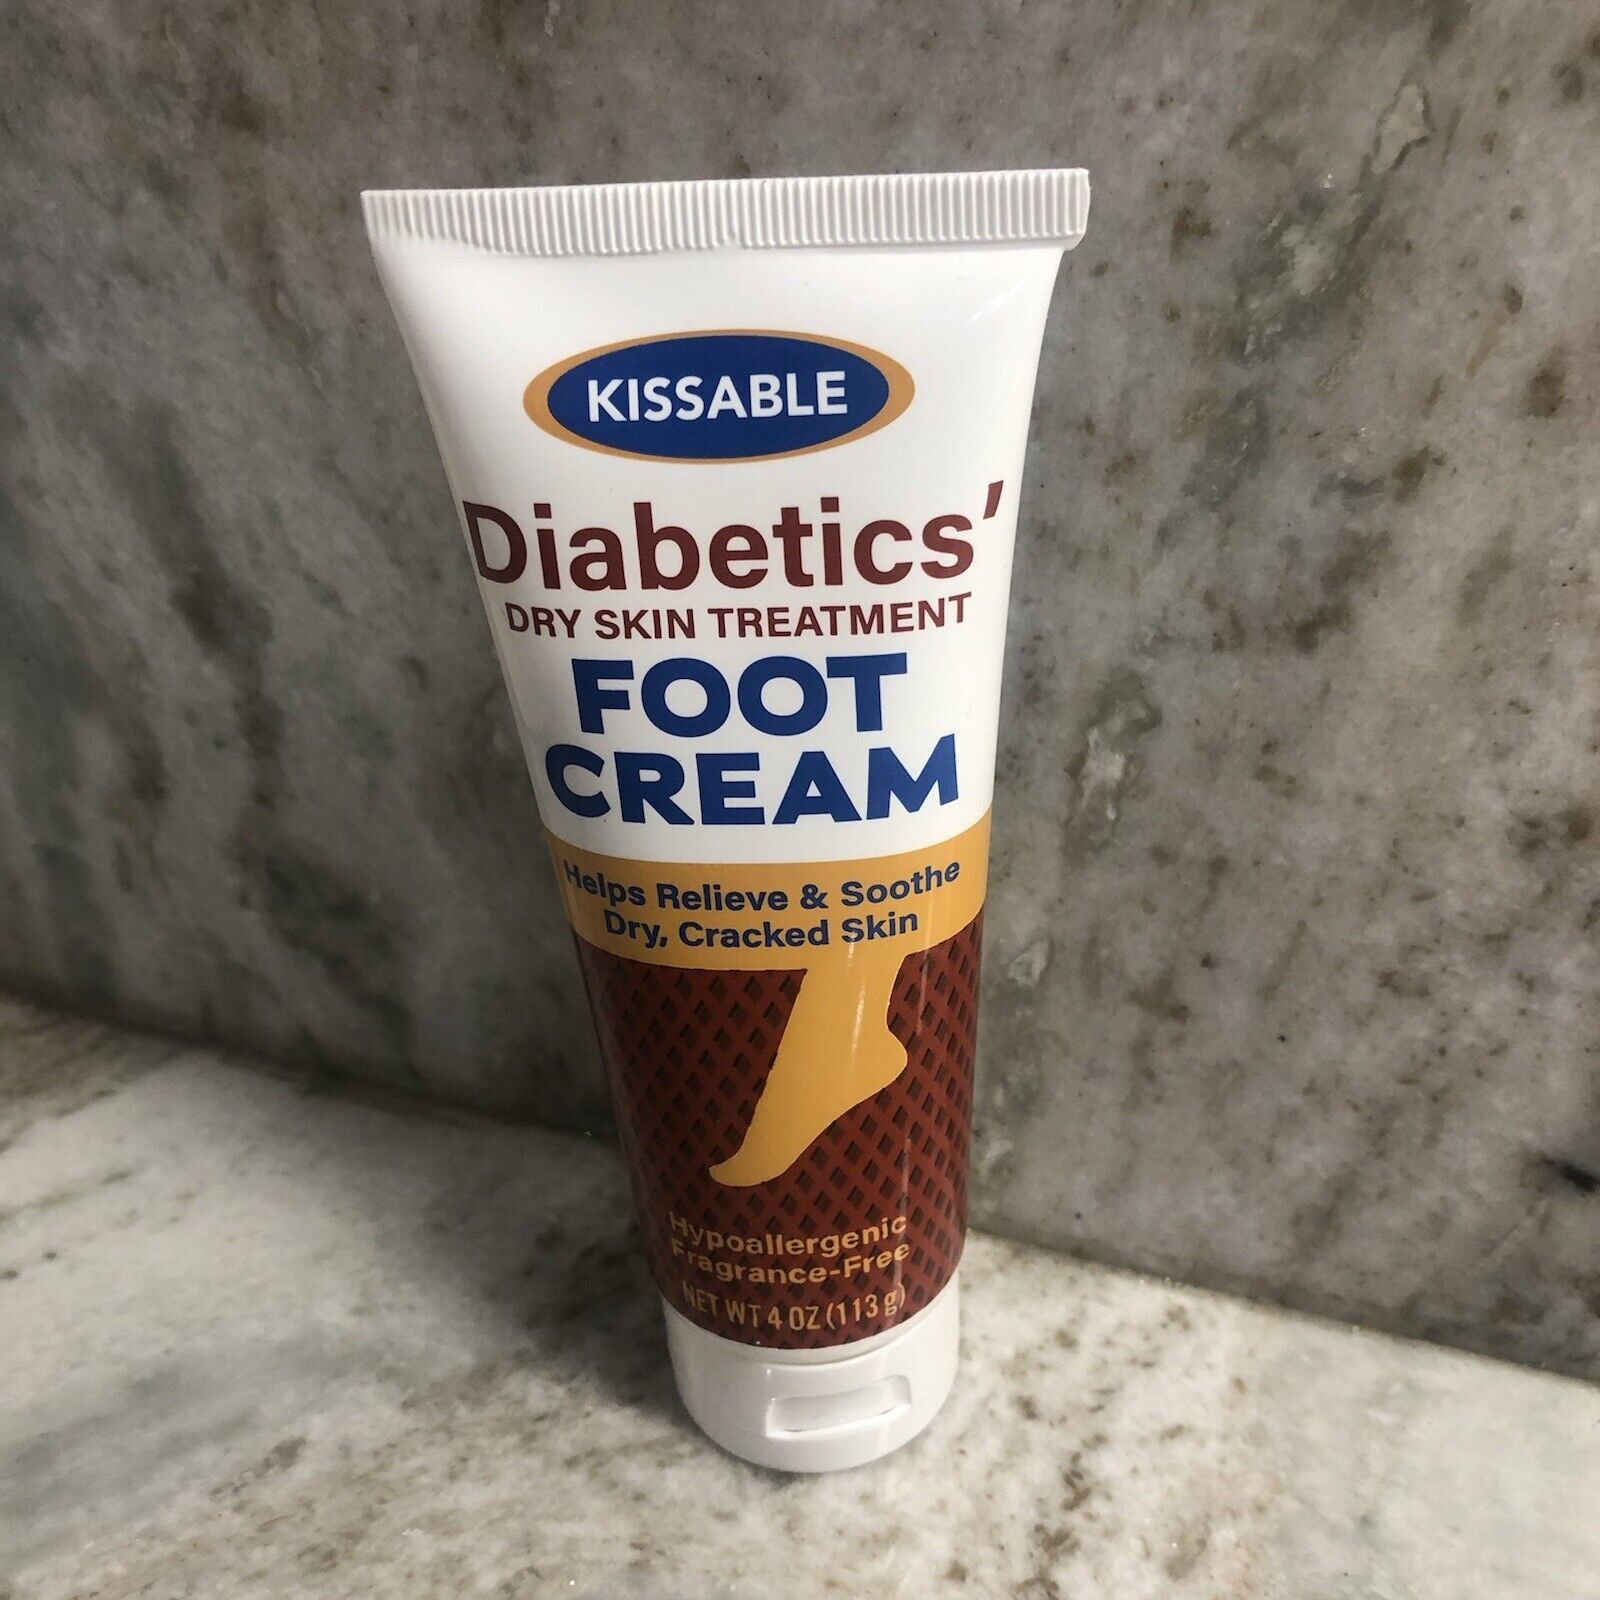 KISSABLE
Diabetics'
DRY SKIN TREATMENT
FOOT
CREAM
Helps Relieve & Soothe
Dry, Cracked Skin
Hypoallergenic
Fragrance-Free
NET WT 4 OZ (113 g)